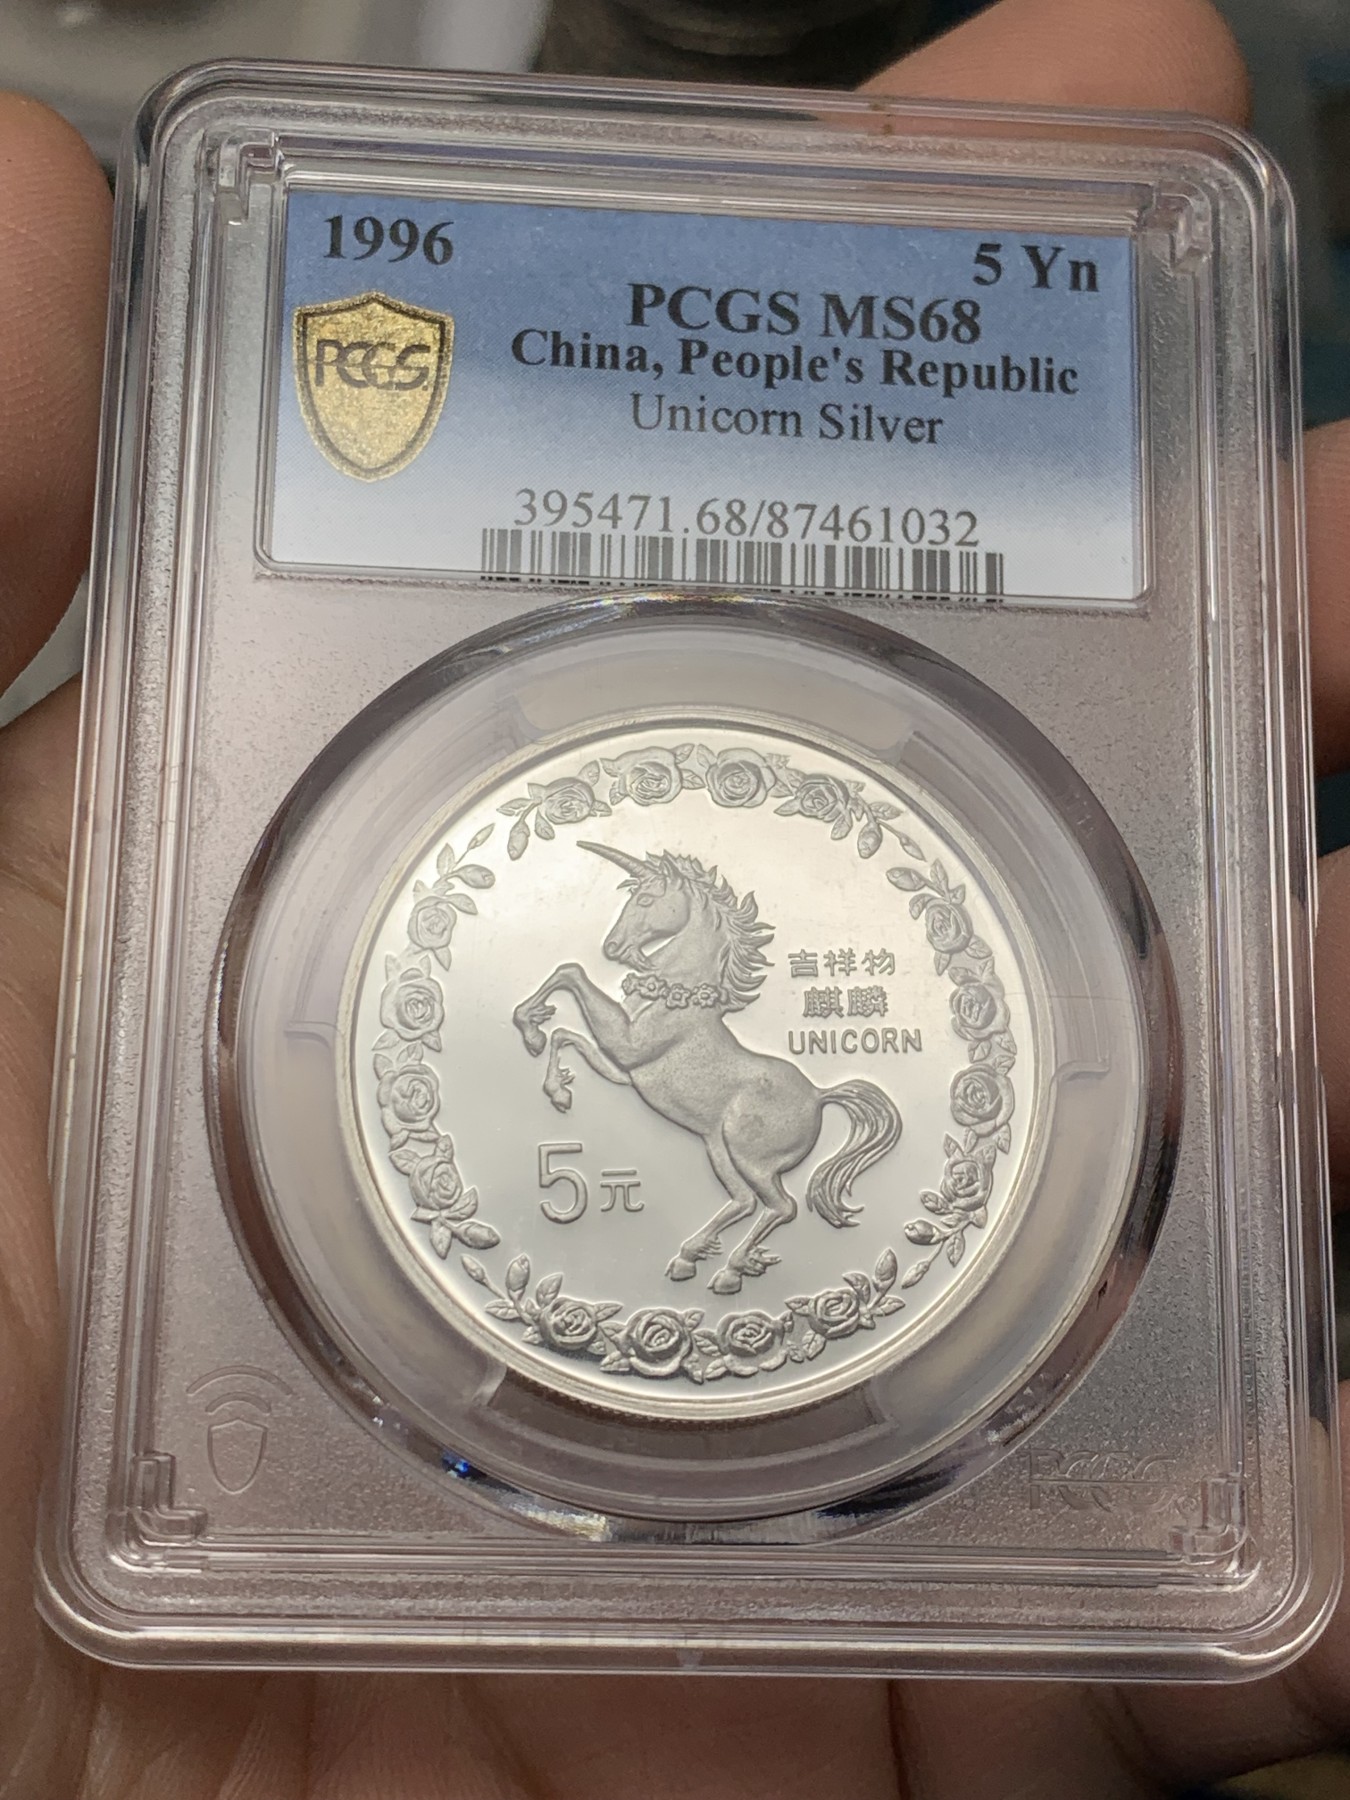 1996
5 Yn
PCGS MS68
China, People's Republic
Unicorn Silver
PCGS
395471.68/87461032
吉祥物
麒麟
UNICORN
5元
PCGS